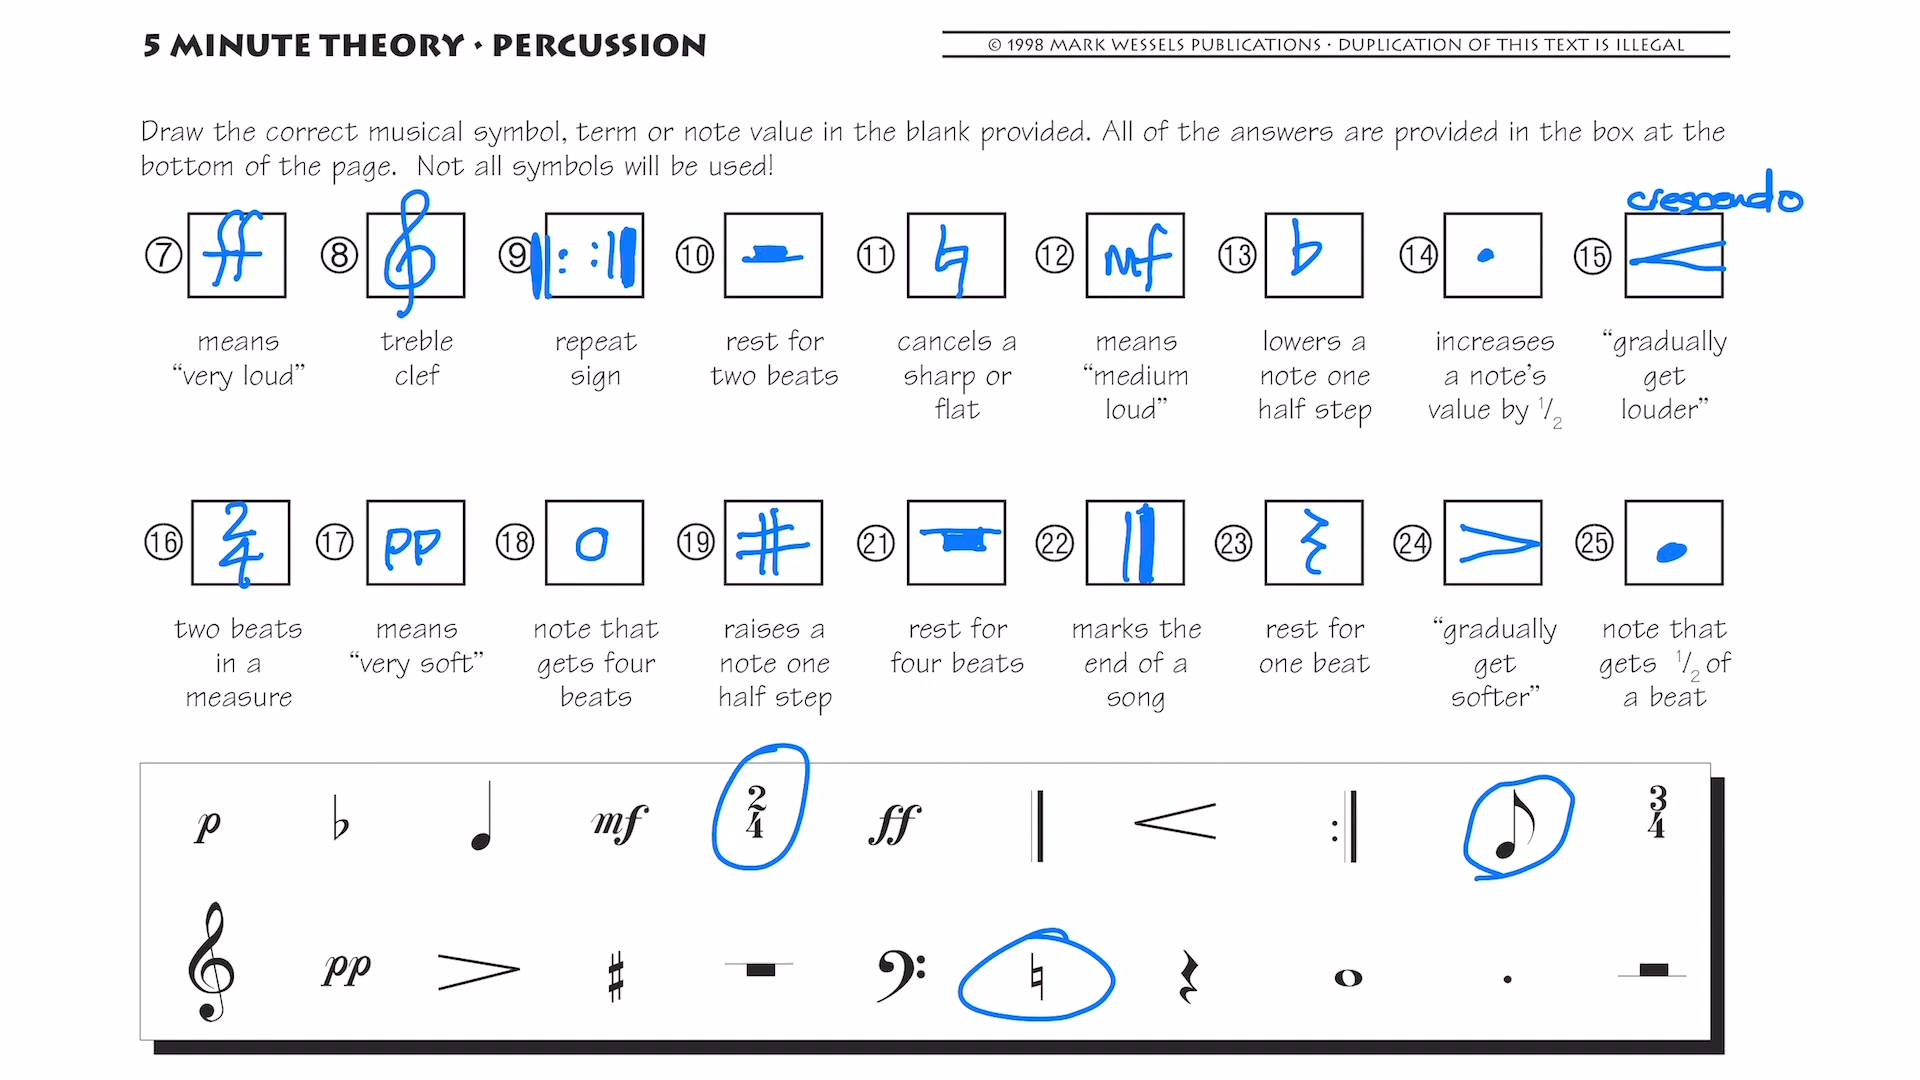 5 MINUTE THEORY · PERCUSSION
© 1998 MARK WESSELS PUBLICATIONS · DUPLICATION OF THIS TEXT IS ILLEGAL
Draw the correct musical symbol, term or note value in the blank provided. All of the answers are provided in the box at the
bottom of the page. Not all symbols will be used!
crescendo
7 ff 8 9 10 11 12 mf 13 ♭ 14 15
means
"very loud"
treble
clef
repeat
sign
rest for
two beats
cancels a
sharp or
flat
means
"medium
loud"
lowers a
note one
half step
increases
a note's
value by 1/2
"gradually
get
louder"
16 2/4 17 pp 18 19 # 21 22 23 24 25
two beats
in a
measure
means
"very soft"
note that
gets four
beats
raises a
note one
half step
rest for
four beats
marks the
end of a
song
rest for
one beat
"gradually
get
softer"
note that
gets 1/2 of
a beat
p ♭ ♩ mf 2/4 ff < 𝄇 ♪ 3/4
pp > ♯ ♮